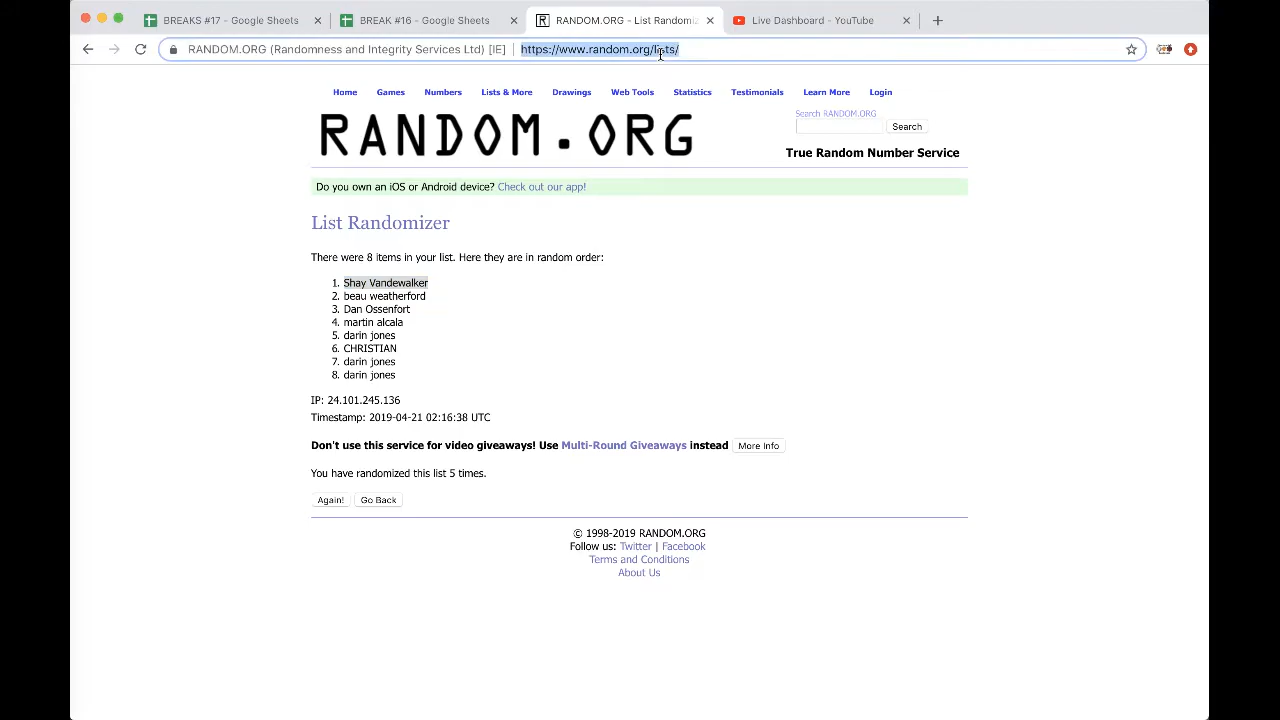 BREAKS #17 - Google Sheets
BREAK #16 - Google Sheets
RANDOM.ORG - List Randomiz
Live Dashboard - YouTube
RANDOM.ORG (Randomness and Integrity Services Ltd) [IE]
https://www.random.org/lists/
Home Games Numbers Lists & More Drawings Web Tools Statistics Testimonials Learn More Login
RANDOM.ORG
Search RANDOM.ORG
Search
True Random Number Service
Do you own an iOS or Android device? Check out our app!
List Randomizer
There were 8 items in your list. Here they are in random order:
1. Shay Vandewalker
2. beau weatherford
3. Dan Ossenfort
4. martin alcala
5. darin jones
6. CHRISTIAN
7. darin jones
8. darin jones
IP: 24.101.245.136
Timestamp: 2019-04-21 02:16:38 UTC
Don't use this service for video giveaways! Use Multi-Round Giveaways instead More Info
You have randomized this list 5 times.
Again! Go Back
© 1998-2019 RANDOM.ORG
Follow us: Twitter | Facebook
Terms and Conditions
About Us